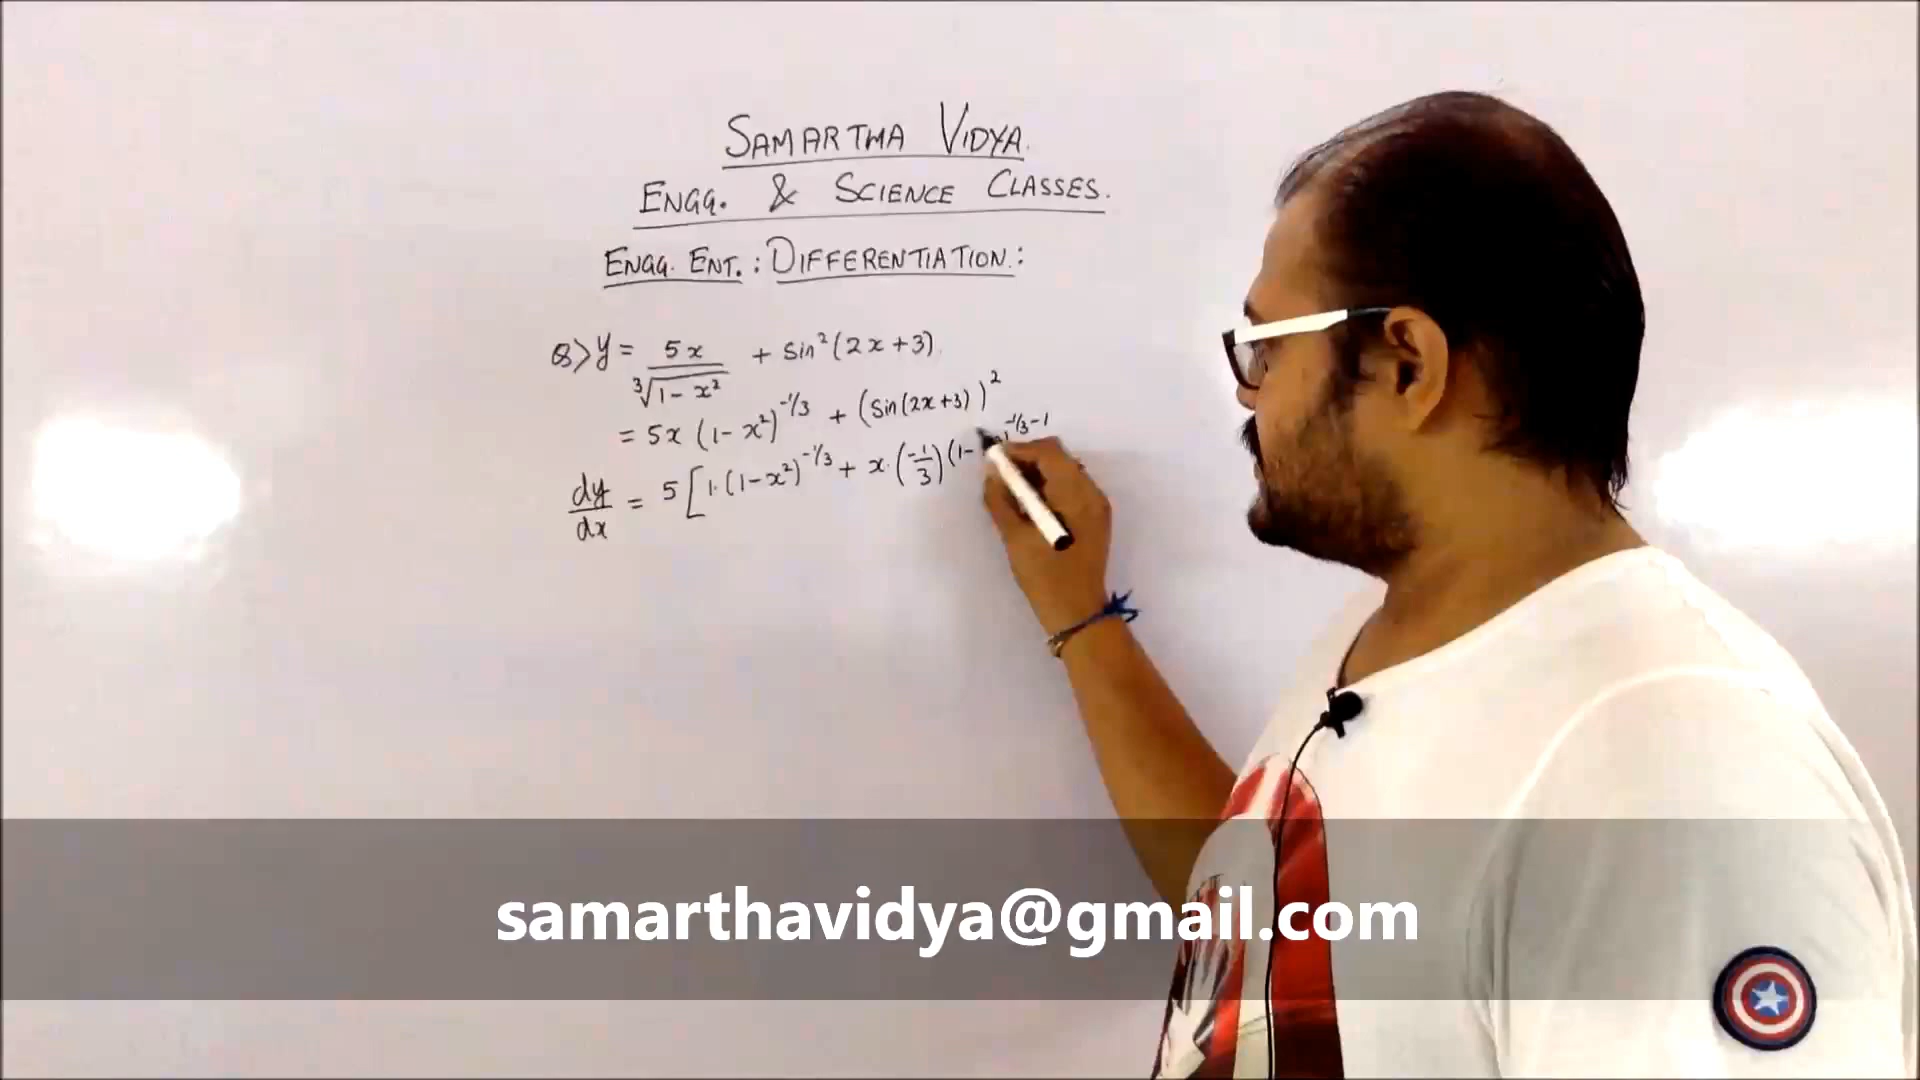 SAMARTHA VIDYA.
ENGG. & SCIENCE CLASSES.
ENGG. ENT. : DIFFERENTIATION:
Q> y = 5x / ∛(1 - x²) + sin²(2x+3).
= 5x (1 - x²)^-1/3 + (sin(2x+3))²
dy/dx = 5 [ 1. (1 - x²)^-1/3 + x. (-1/3) (1- )^-1/3 - 1
samarthavidya@gmail.com